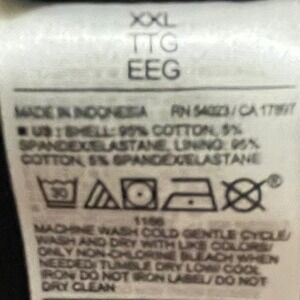 XXL
TTG
EEG
MADE IN INDONESIA RN 54023 / CA 17897
■ US : SHELL: 95% COTTON, 5%
SPANDEX/ELASTANE, LINING: 95%
COTTON, 5% SPANDEX/ELASTANE
30
1166
MACHINE WASH COLD GENTLE CYCLE/
WASH AND DRY WITH LIKE COLORS/
ONLY NON-CHLORINE BLEACH WHEN
NEEDED/ TUMBLE DRY LOW/ COOL
IRON/ DO NOT IRON LABEL/ DO NOT
DRY CLEAN